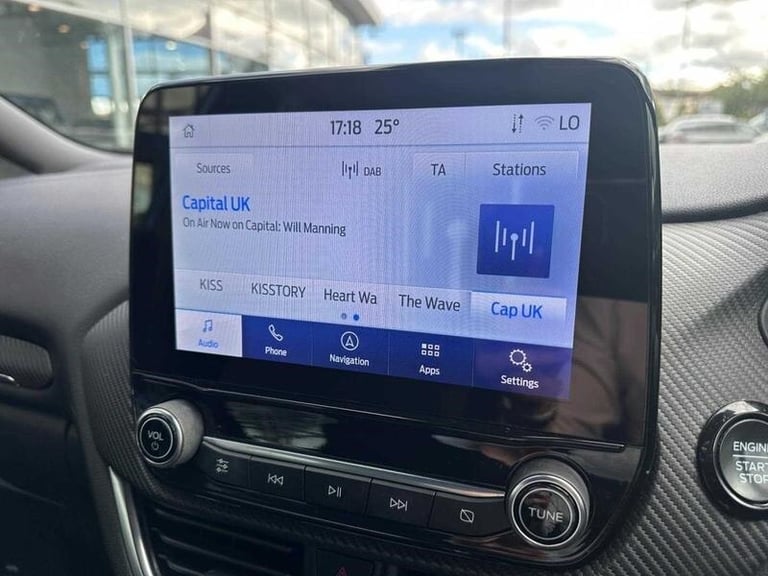 17:18 25° LO
Sources DAB TA Stations
Capital UK
On Air Now on Capital: Will Manning
KISS KISSTORY Heart Wa The Wave Cap UK
Audio Phone Navigation Apps Settings
VOL
TUNE
ENGINE
START
STOP